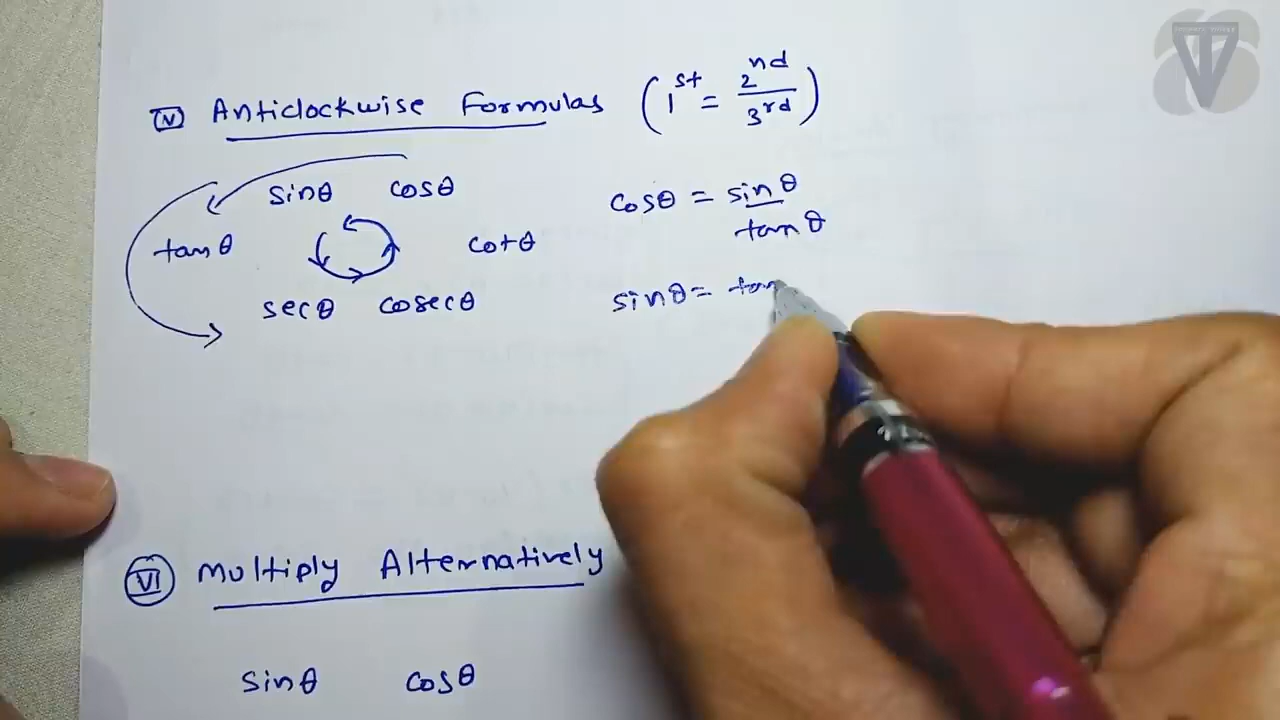 V Anticlockwise Formulas (1st = 2nd/3rd)
sinθ cosθ
tanθ cotθ
secθ cosecθ
cosθ = sinθ/tanθ
sinθ = tan
VI Multiply Alternatively
sinθ cosθ